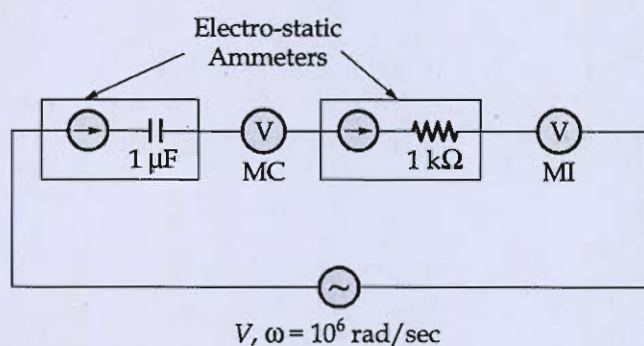 Electro-static
Ammeters
V
V
1 μF
MC
1 kΩ
MI
~
V, ω = 10⁶ rad/sec